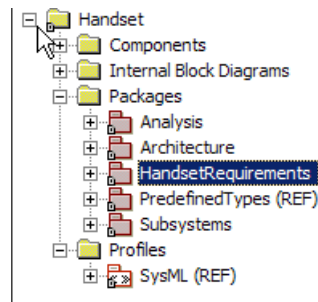 Handset
Components
Internal Block Diagrams
Packages
Analysis
Architecture
HandsetRequirements
PredefinedTypes (REF)
Subsystems
Profiles
SysML (REF)